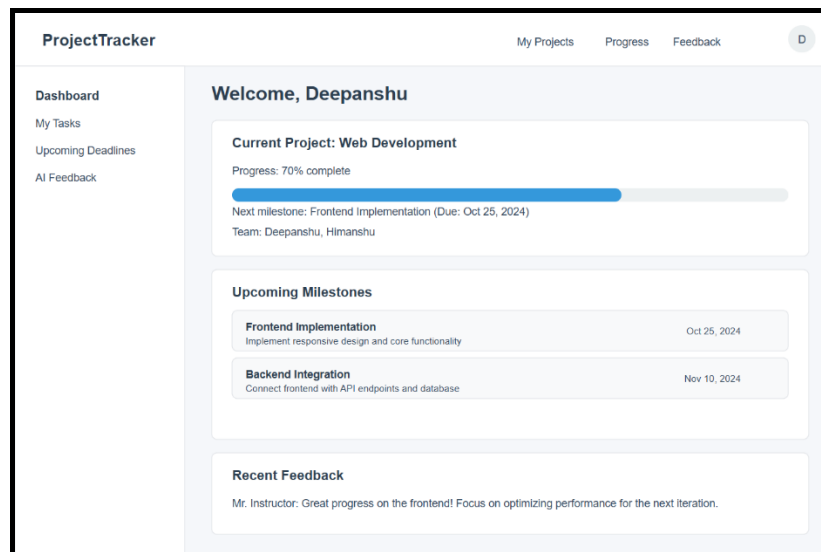 ProjectTracker
My Projects Progress Feedback D
Dashboard
My Tasks
Upcoming Deadlines
AI Feedback
Welcome, Deepanshu
Current Project: Web Development
Progress: 70% complete
Next milestone: Frontend Implementation (Due: Oct 25, 2024)
Team: Deepanshu, Himanshu
Upcoming Milestones
Frontend Implementation
Implement responsive design and core functionality
Oct 25, 2024
Backend Integration
Connect frontend with API endpoints and database
Nov 10, 2024
Recent Feedback
Mr. Instructor: Great progress on the frontend! Focus on optimizing performance for the next iteration.